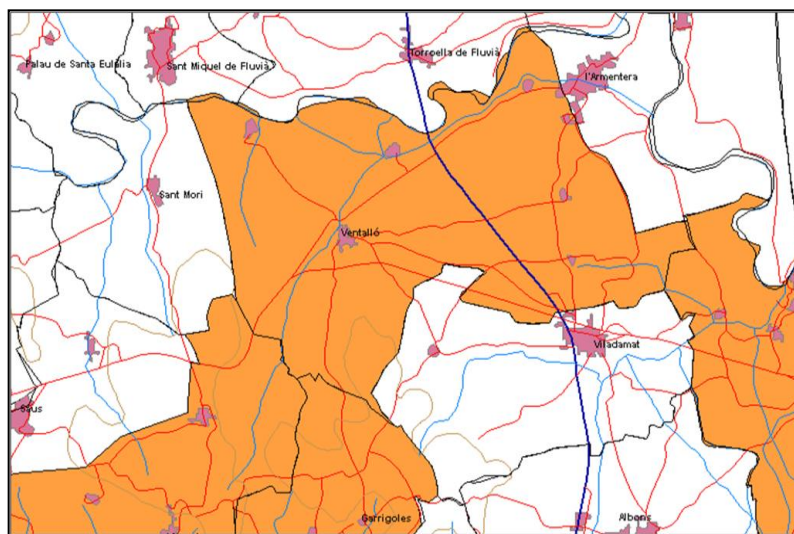 Torroella de Fluvià
Palau de Santa Eulàlia
Sant Miquel de Fluvià
l'Armentera
Sant Mori
Ventalló
Viladamat
Saus
Garrigoles
Albons